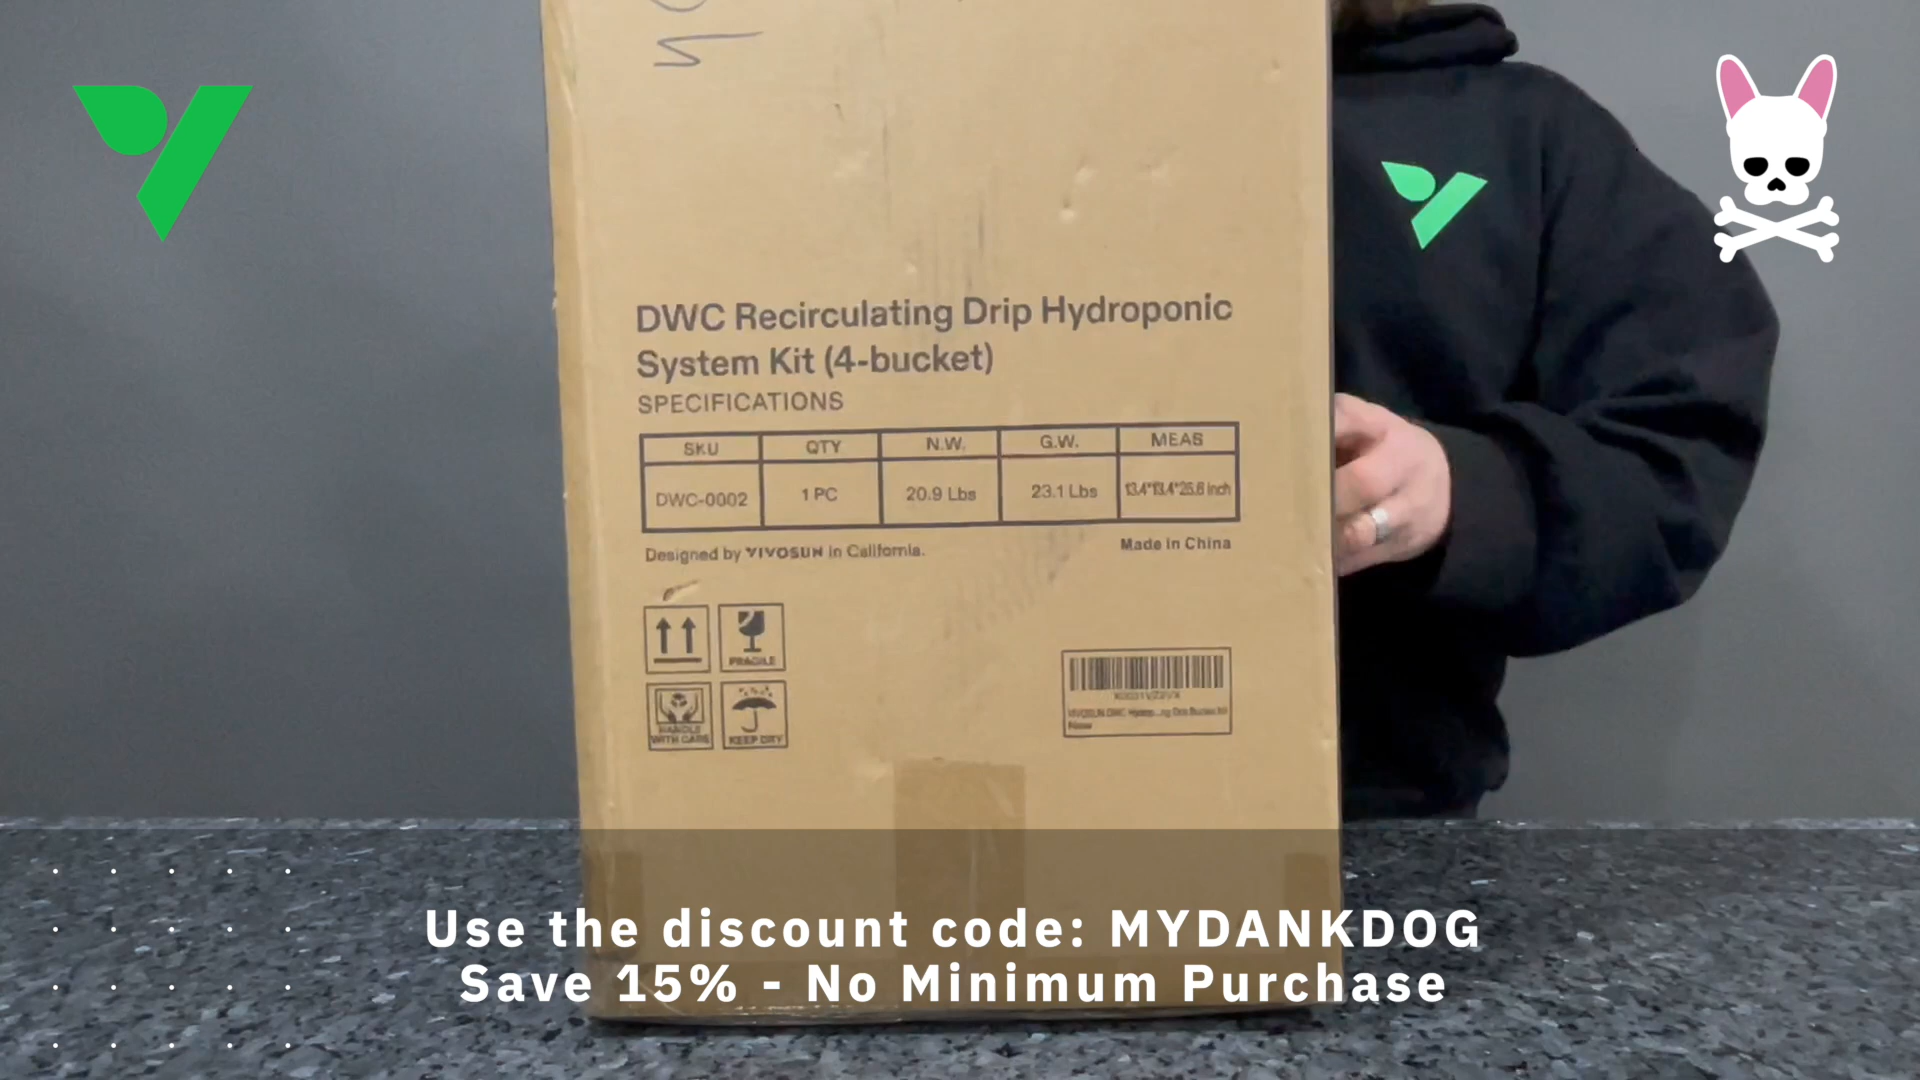 DWC Recirculating Drip Hydroponic
System Kit (4-bucket)
SPECIFICATIONS
SKU QTY N.W. G.W. MEAS
DWC-0002 1 PC 20.9 Lbs 23.1 Lbs 13.4*13.4*25.6 inch
Designed by VIVOSUN in California.
Made in China
FRAGILE
HANDLE
WITH CARE
KEEP DRY
VIVOSUN DWC
Use the discount code: MYDANKDOG
Save 15% - No Minimum Purchase